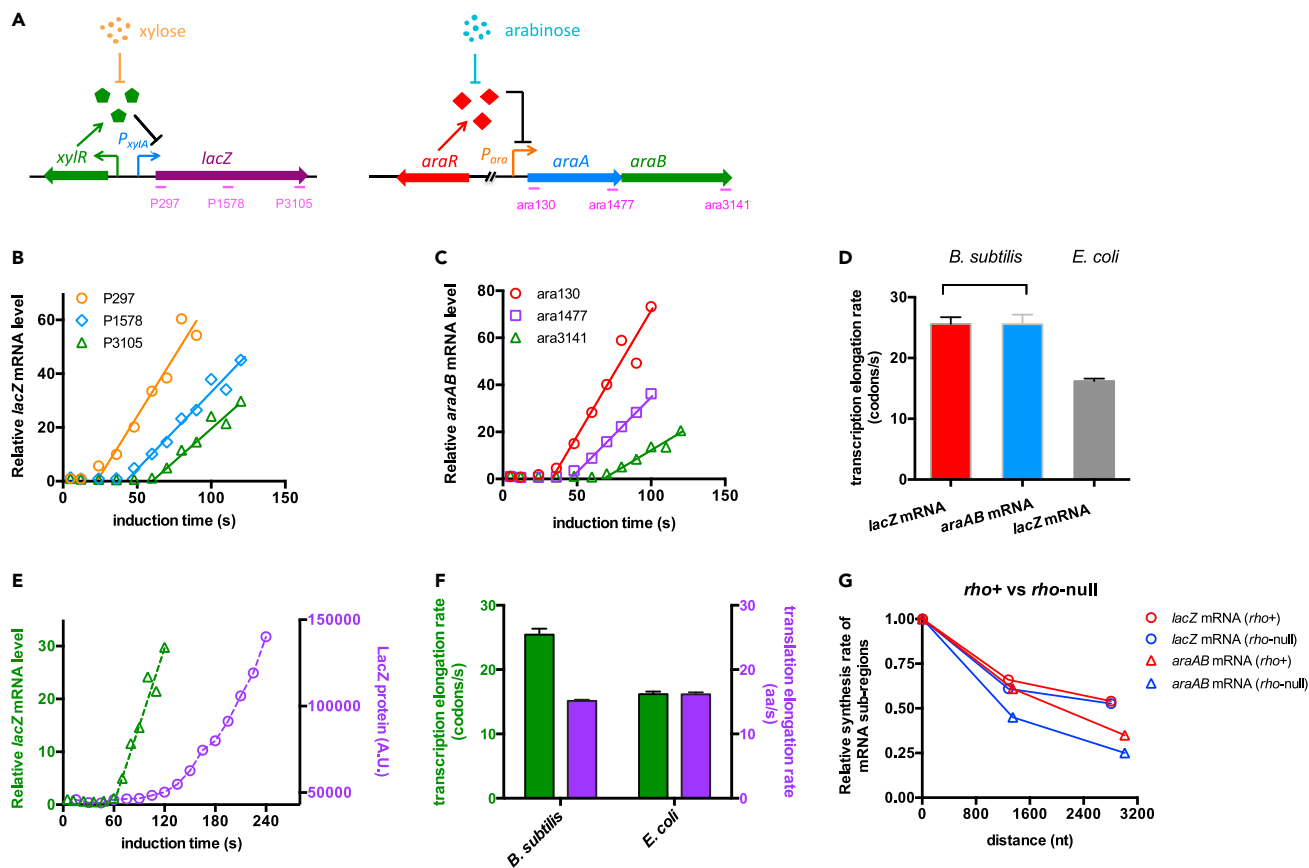 A
xylose
arabinose
PxylA
xylR
lacZ
P297
P1578
P3105
araR
Para
araA
araB
ara130
ara1477
ara3141
B
Relative lacZ mRNA level
60
40
20
0
P297
P1578
P3105
0 50 100 150
induction time (s)
C
Relative araAB mRNA level
80
60
40
20
0
ara130
ara1477
ara3141
0 50 100 150
induction time (s)
D
B. subtilis E. coli
transcription elongation rate
(codons/s)
30
20
10
0
lacZ mRNA
araAB mRNA
lacZ mRNA
E
Relative lacZ mRNA level
30
20
10
0
150000
100000
50000
LacZ protein (A.U.)
0 60 120 180 240
induction time (s)
F
transcription elongation rate
(codons/s)
30
20
10
0
30
20
10
0
translation elongation rate
(aa/s)
B. subtilis
E. coli
G
rho+ vs rho-null
Relative synthesis rate of
mRNA sub-regions
1.00
0.75
0.50
0.25
0.00
0 800 1600 2400 3200
distance (nt)
lacZ mRNA (rho+)
lacZ mRNA (rho-null)
araAB mRNA (rho+)
araAB mRNA (rho-null)